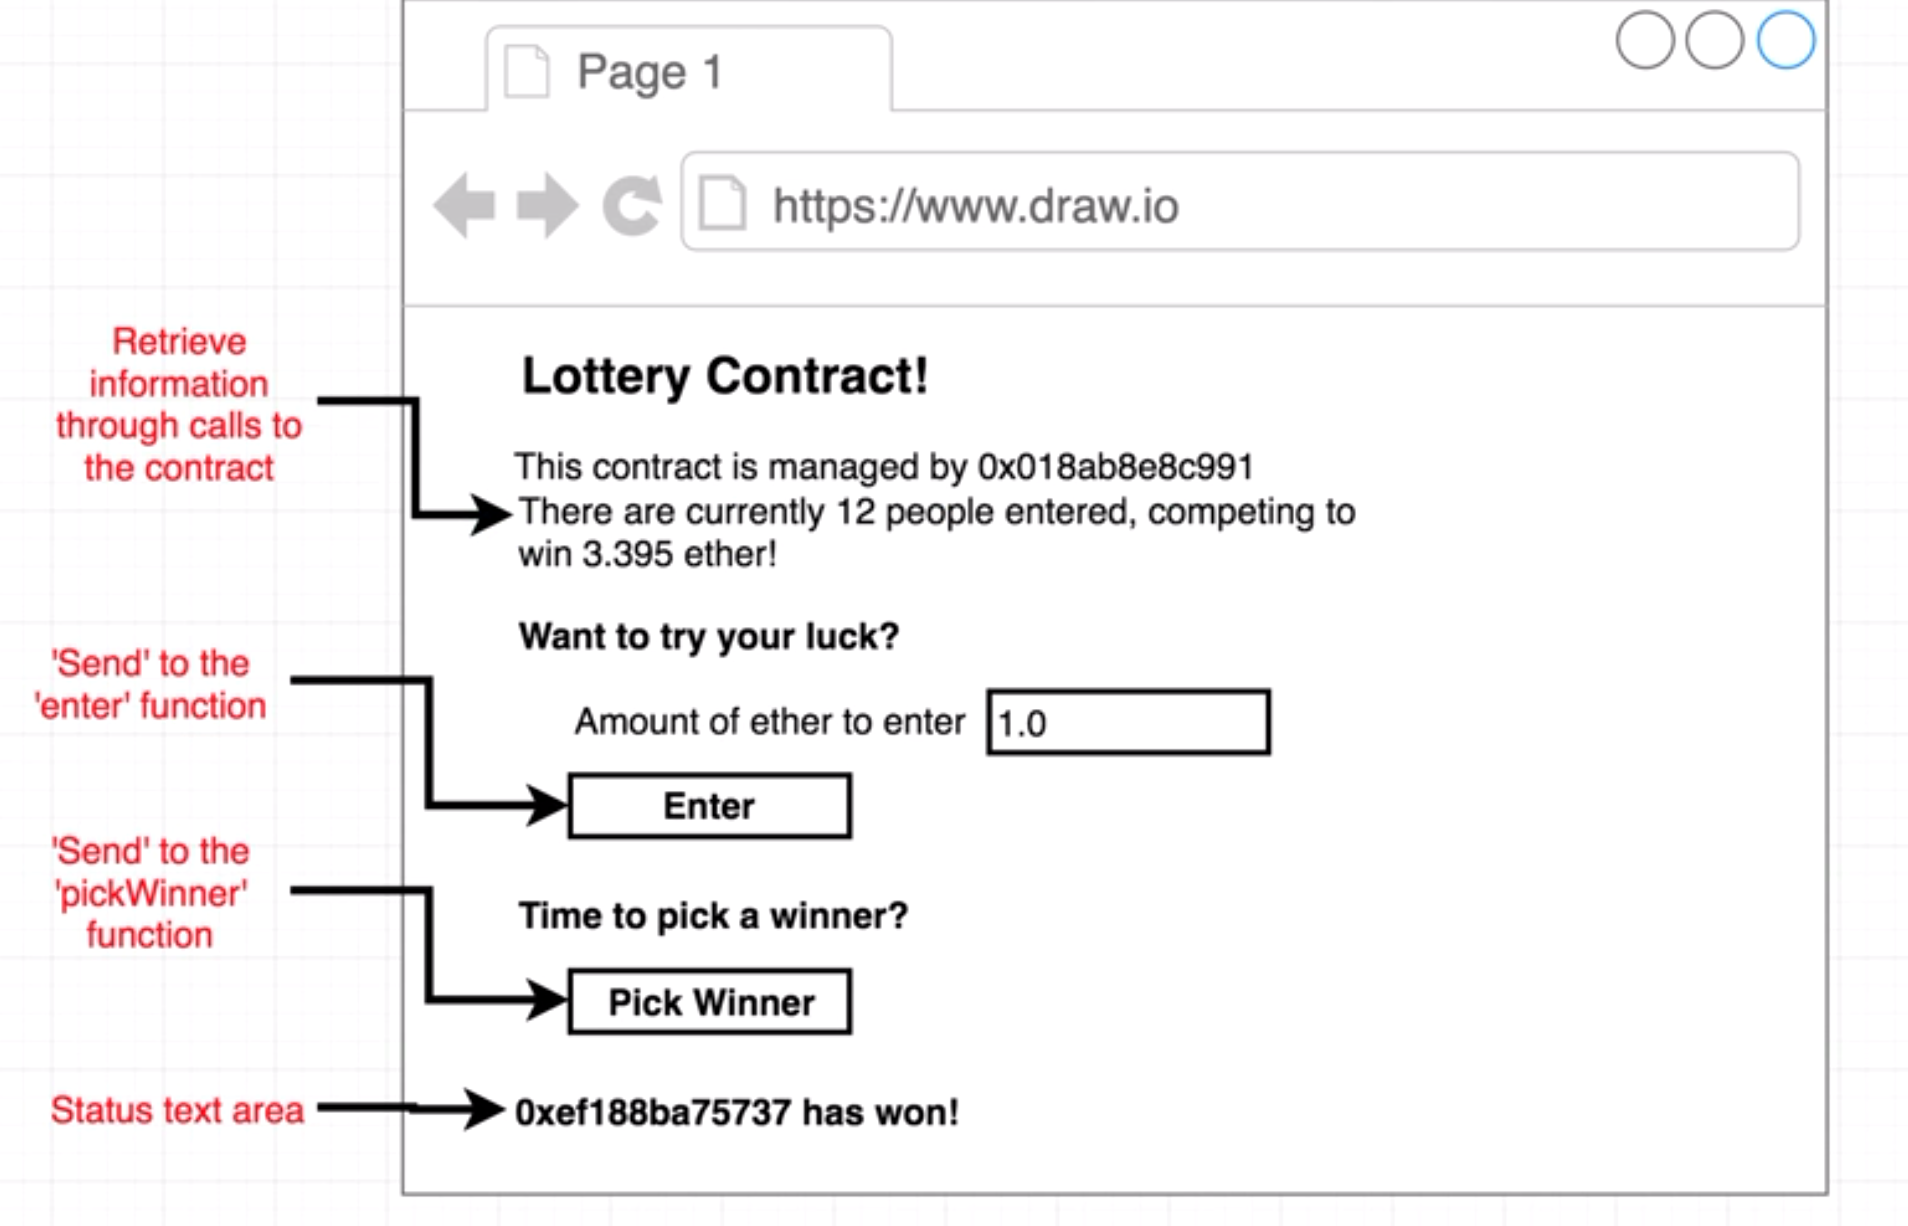 Page 1
https://www.draw.io
Retrieve
information
through calls to
the contract
Lottery Contract!
This contract is managed by 0x018ab8e8c991
There are currently 12 people entered, competing to
win 3.395 ether!
'Send' to the
'enter' function
Want to try your luck?
Amount of ether to enter 1.0
Enter
'Send' to the
'pickWinner'
function
Time to pick a winner?
Pick Winner
Status text area
0xef188ba75737 has won!